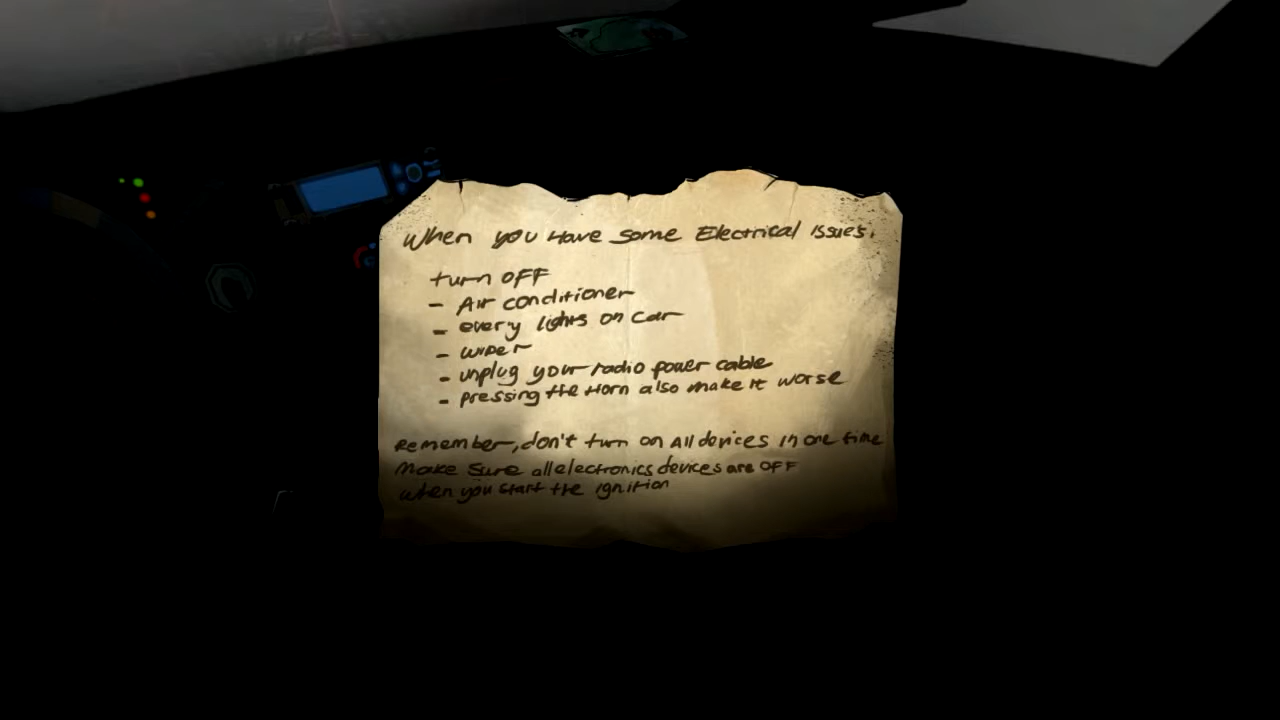 When you Have some Electrical Issues.
turn OFF
- Air conditioner
- every lights on car
- wiper
- unplug your radio power cable
- pressing the Horn also make it worse
Remember, don't turn on All devices in one time
Make Sure all electronics devices are OFF
when you start the ignition